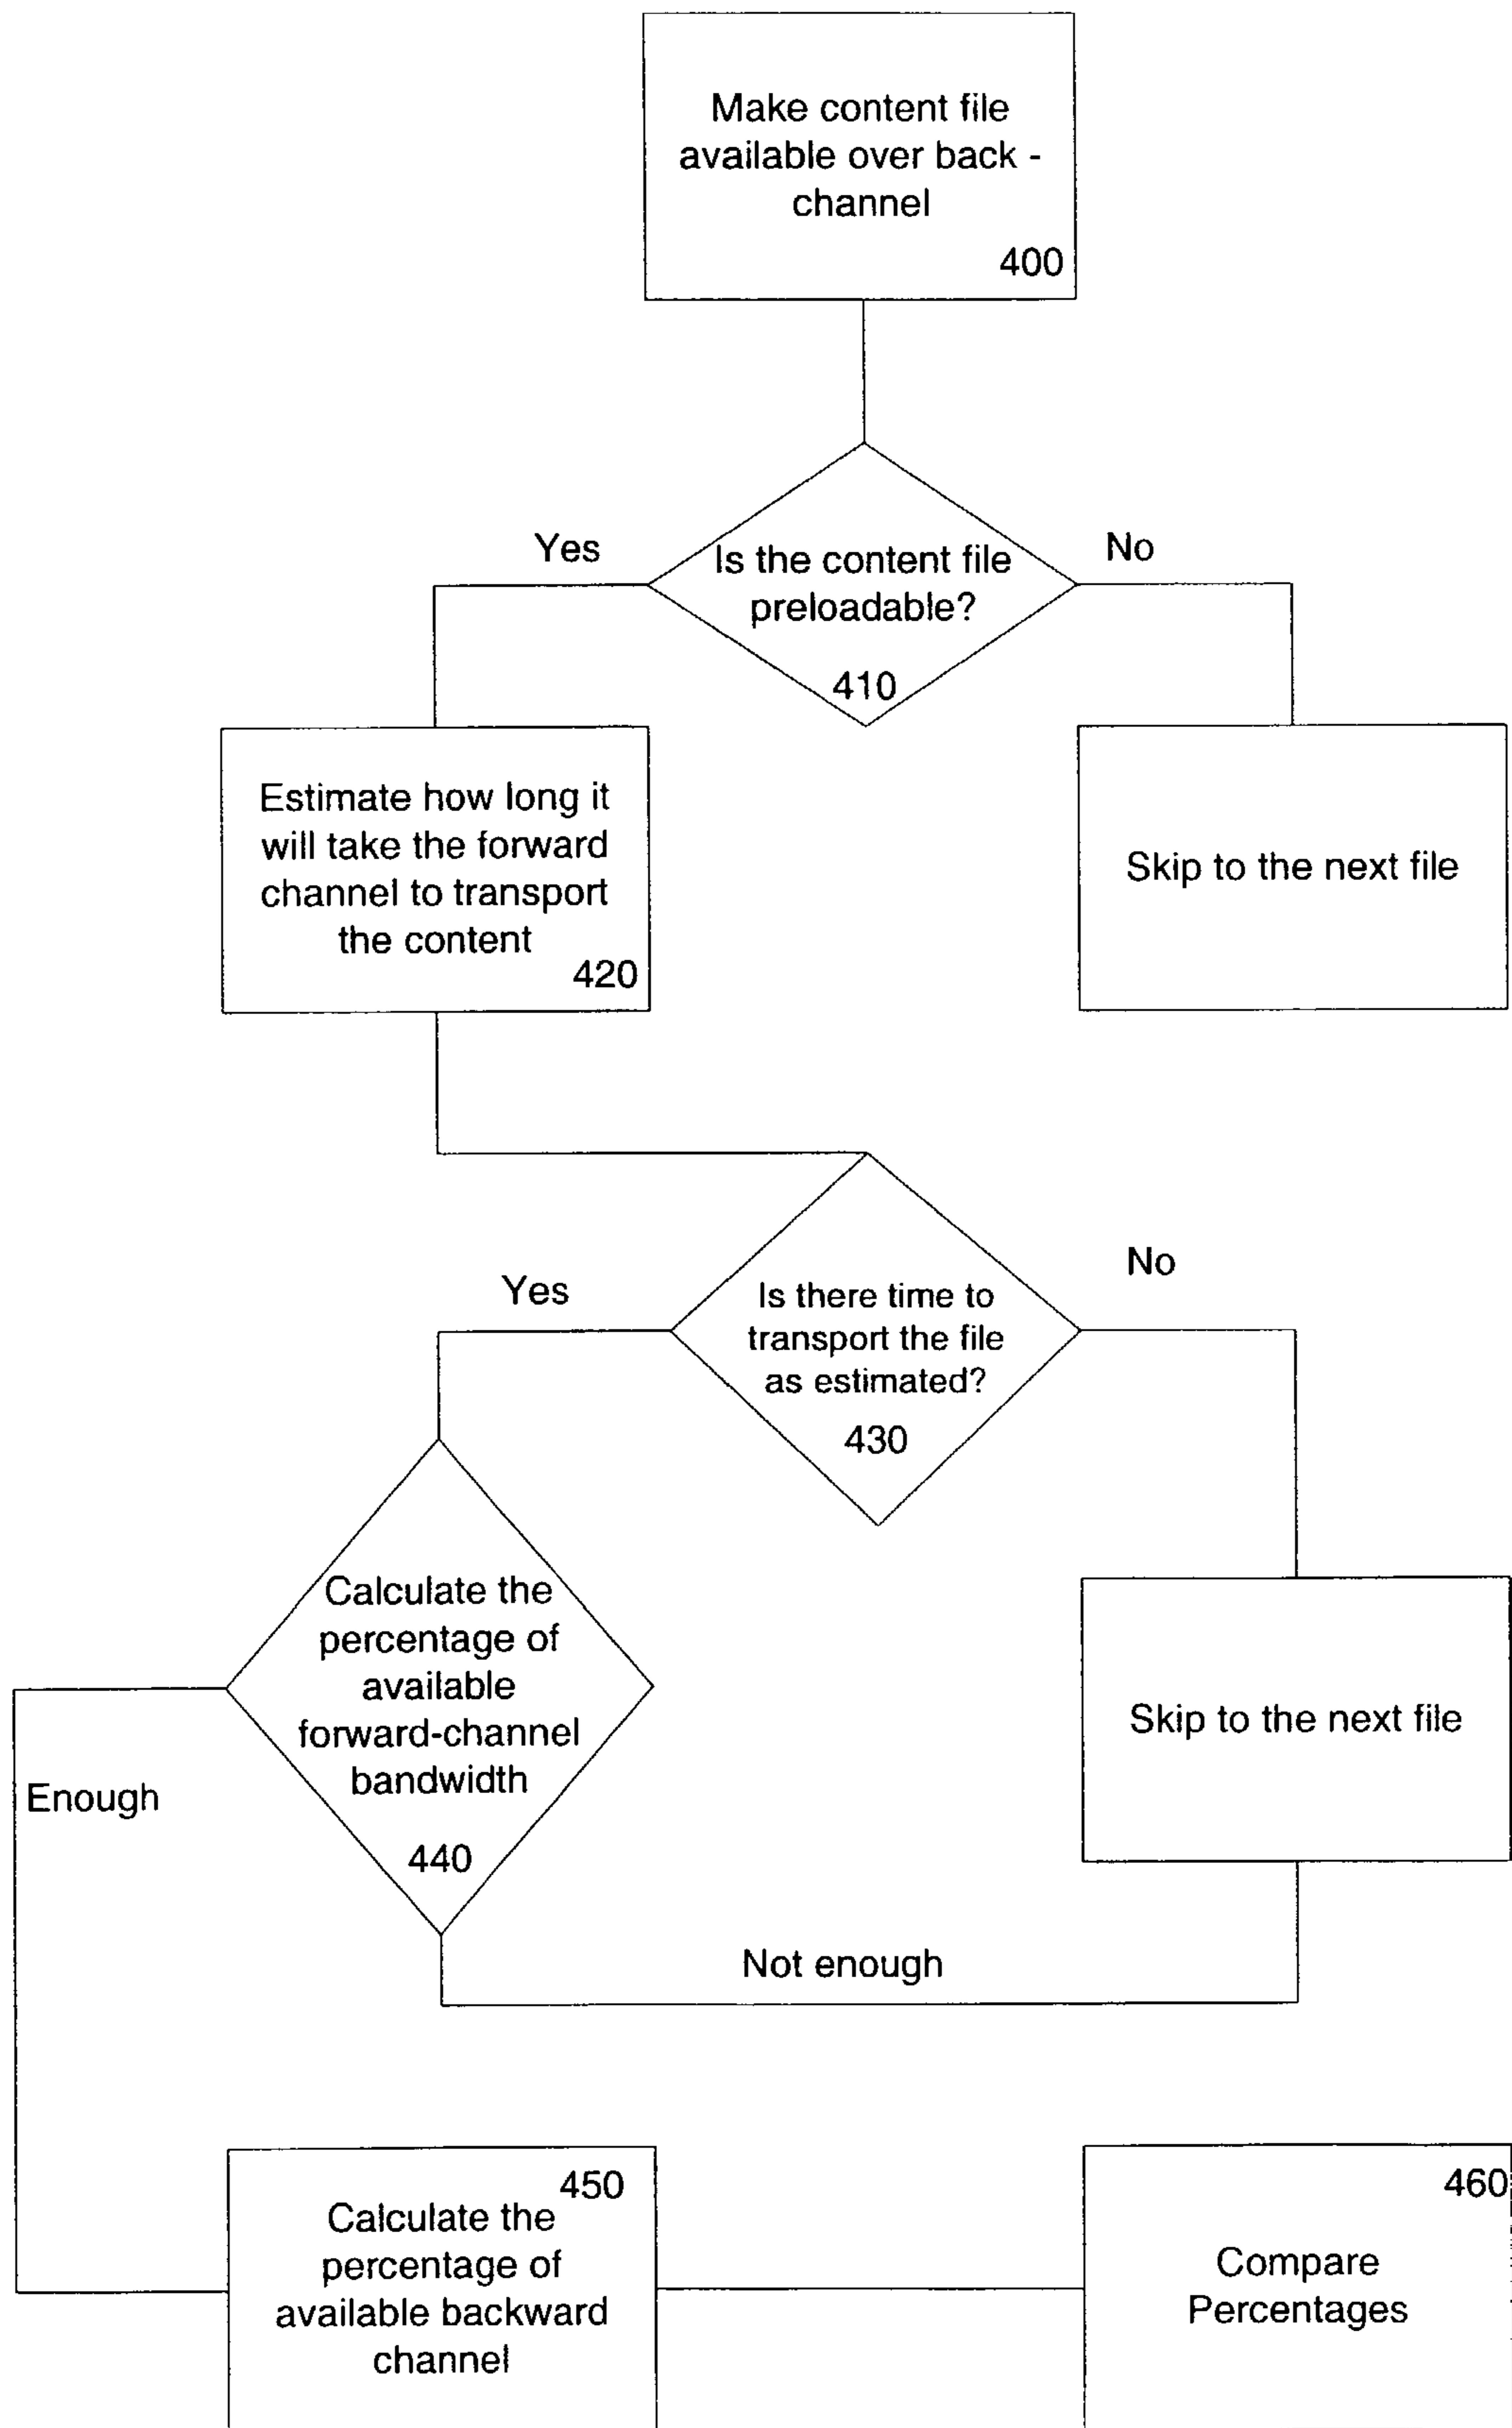 Make content file
available over back -
channel
400
Yes
No
Is the content file
preloadable?
410
Estimate how long it
will take the forward
channel to transport
the content
420
Skip to the next file
Yes
No
Is there time to
transport the file
as estimated?
430
Calculate the
percentage of
available
forward-channel
bandwidth
440
Skip to the next file
Enough
Not enough
450
Calculate the
percentage of
available backward
channel
460
Compare
Percentages